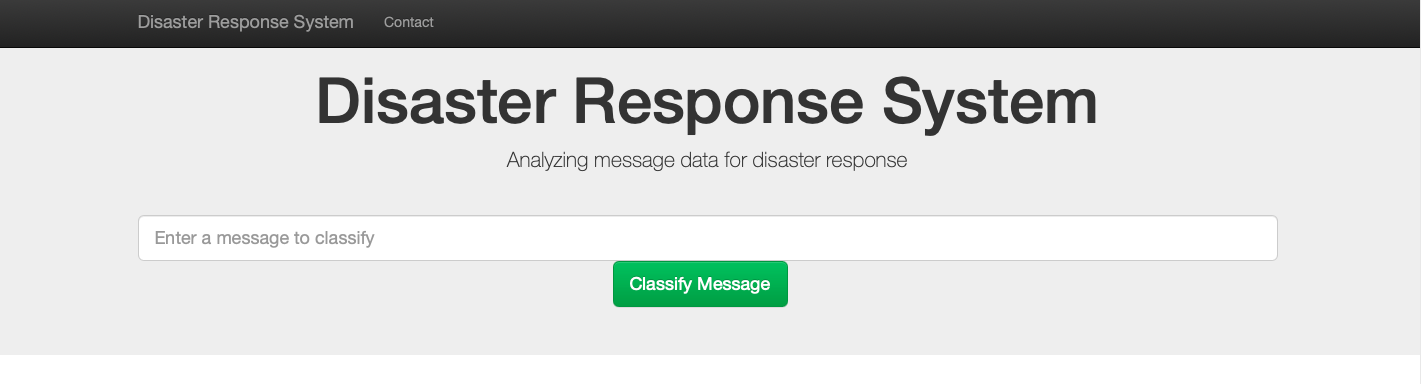 Disaster Response System Contact
Disaster Response System
Analyzing message data for disaster response
Enter a message to classify
Classify Message